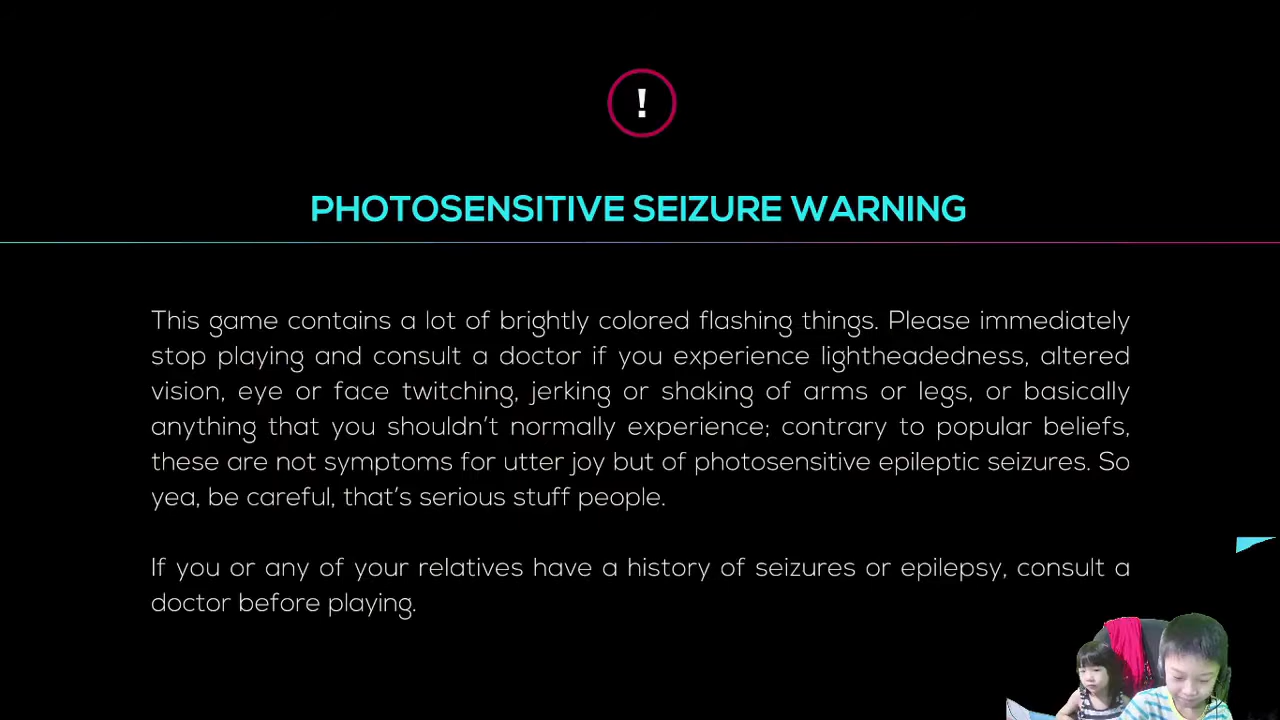 !
PHOTOSENSITIVE SEIZURE WARNING
This game contains a lot of brightly colored flashing things. Please immediately
stop playing and consult a doctor if you experience lightheadedness, altered
vision, eye or face twitching, jerking or shaking of arms or legs, or basically
anything that you shouldn't normally experience; contrary to popular beliefs,
these are not symptoms for utter joy but of photosensitive epileptic seizures. So
yea, be careful, that's serious stuff people.
If you or any of your relatives have a history of seizures or epilepsy, consult a
doctor before playing.